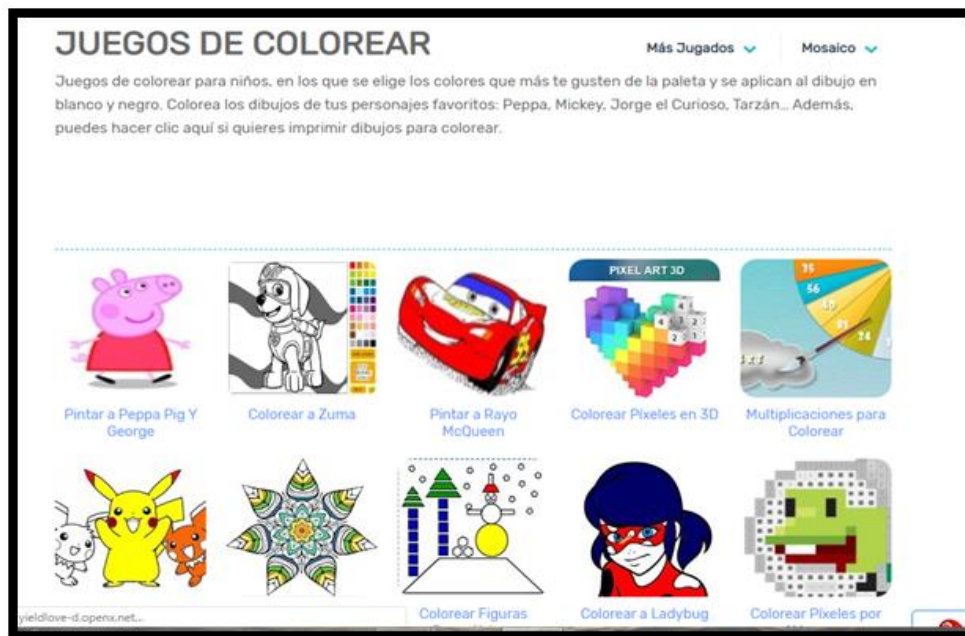 JUEGOS DE COLOREAR
Más Jugados
Mosaico
Juegos de colorear para niños, en los que se elige los colores que más te gusten de la paleta y se aplican al dibujo en
blanco y negro. Colorea los dibujos de tus personajes favoritos: Peppa, Mickey, Jorge el Curioso, Tarzán... Además,
puedes hacer clic aquí si quieres imprimir dibujos para colorear.
PIXEL ART 3D
35
56
24
Pintar a Peppa Pig Y
George
Colorear a Zuma
Pintar a Rayo
McQueen
Colorear Píxeles en 3D
Multiplicaciones para
Colorear
Colorear Figuras
Colorear a Ladybug
Colorear Píxeles por
yieldlove-d.openx.net...